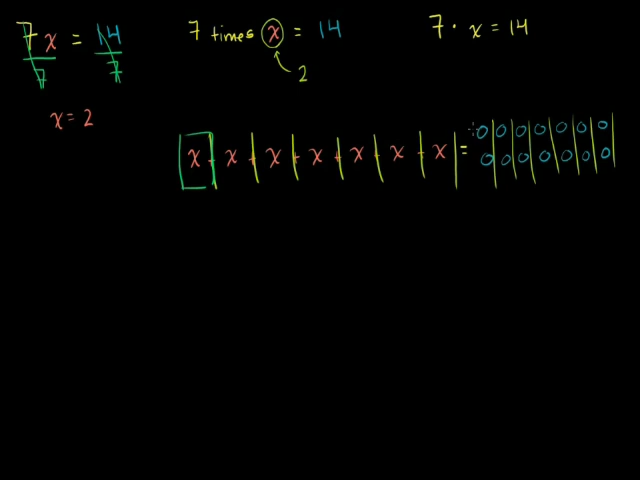 7x = 14
7 7
x = 2
7 times x = 14
2
7 · x = 14
x + x + x + x + x + x + x =